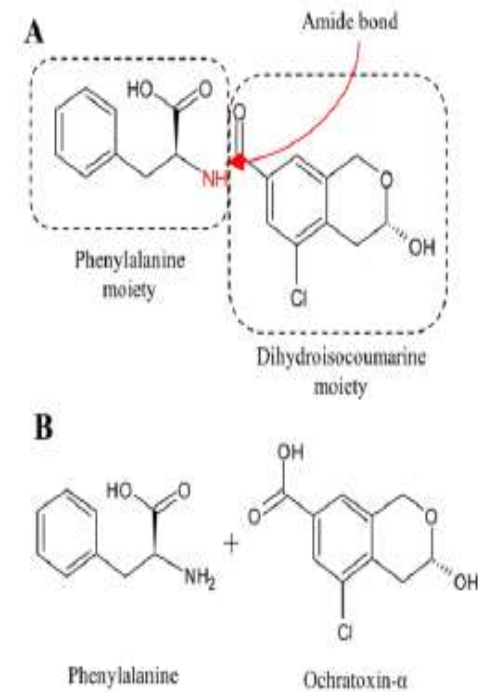 A
Amide bond
HO
O
O
NH
O
OH
Cl
Phenylalanine
moiety
Dihydroisocoumarine
moiety
B
OH
HO
O
O
O
NH₂
+
OH
Cl
Phenylalanine
Ochratoxin-α